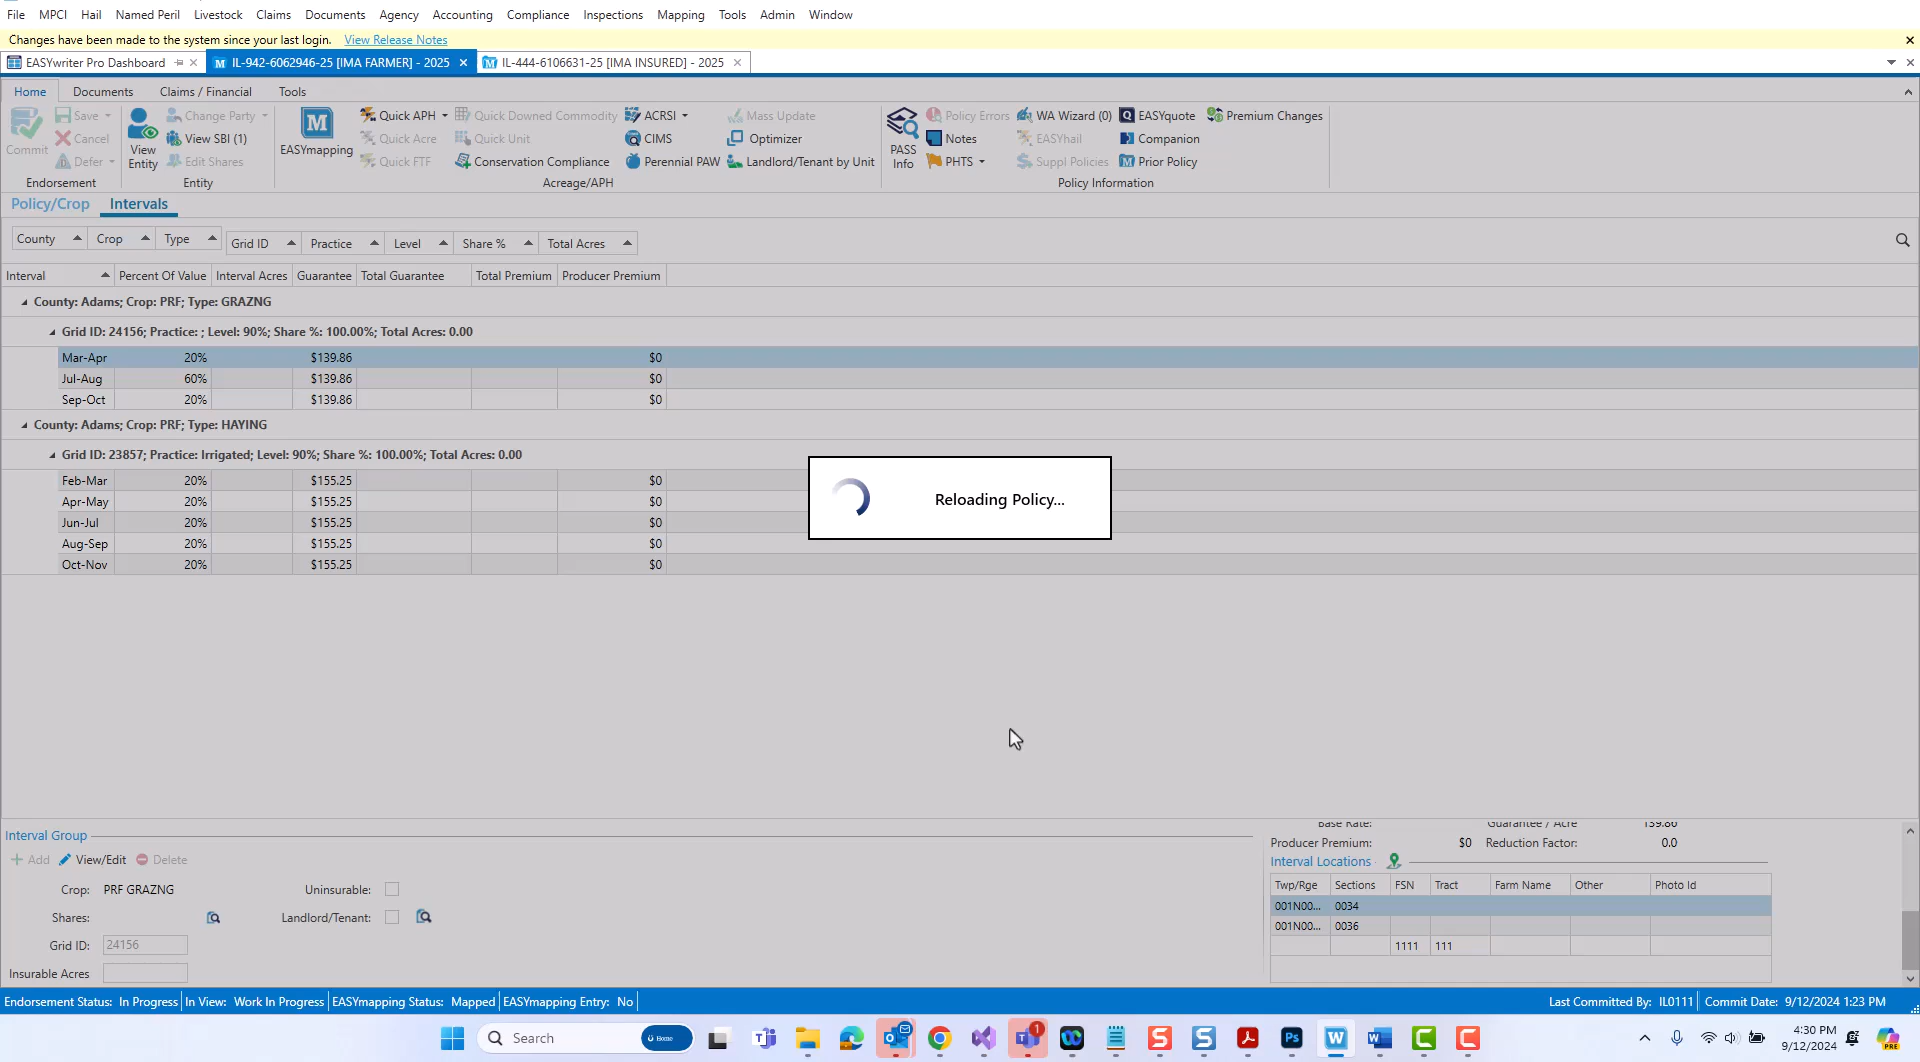 File MPCI Hail Named Peril Livestock Claims Documents Agency Accounting Compliance Inspections Mapping Tools Admin Window
Changes have been made to the system since your last login. View Release Notes
EASYwriter Pro Dashboard IL-942-6062946-25 [IMA FARMER] - 2025 IL-444-6106631-25 [IMA INSURED] - 2025
Home Documents Claims / Financial Tools
Save Change Party Quick APH Quick Downed Commodity ACRSI Mass Update Policy Errors WA Wizard (0) EASYquote Premium Changes
Commit Cancel View Entity View SBI (1) EASYmapping Quick Acre Quick Unit CIMS Optimizer PASS Info Notes EASYhail Companion
Defer Edit Shares Quick FTF Conservation Compliance Perennial PAW Landlord/Tenant by Unit PHTS Suppl Policies Prior Policy
Endorsement Entity Acreage/APH Policy Information
Policy/Crop Intervals
County Crop Type Grid ID Practice Level Share % Total Acres
Interval Percent Of Value Interval Acres Guarantee Total Guarantee Total Premium Producer Premium
County: Adams; Crop: PRF; Type: GRAZNG
Grid ID: 24156; Practice: ; Level: 90%; Share %: 100.00%; Total Acres: 0.00
Mar-Apr 20% $139.86 $0
Jul-Aug 60% $139.86 $0
Sep-Oct 20% $139.86 $0
County: Adams; Crop: PRF; Type: HAYING
Grid ID: 23857; Practice: Irrigated; Level: 90%; Share %: 100.00%; Total Acres: 0.00
Feb-Mar 20% $155.25 $0
Apr-May 20% $155.25 $0
Jun-Jul 20% $155.25 $0
Aug-Sep 20% $155.25 $0
Oct-Nov 20% $155.25 $0
Reloading Policy...
Interval Group
Add View/Edit Delete
Crop: PRF GRAZNG Uninsurable:
Shares: Landlord/Tenant:
Grid ID: 24156
Insurable Acres
Base Rate: Guarantee / Acre 139.86
Producer Premium: $0 Reduction Factor: 0.0
Interval Locations
Twp/Rge Sections FSN Tract Farm Name Other Photo Id
001N00... 0034
001N00... 0036
1111 111
Endorsement Status: In Progress In View: Work In Progress EASYmapping Status: Mapped EASYmapping Entry: No Last Committed By: IL0111 Commit Date: 9/12/2024 1:23 PM
Search Home 1 4:30 PM
9/12/2024 PRE